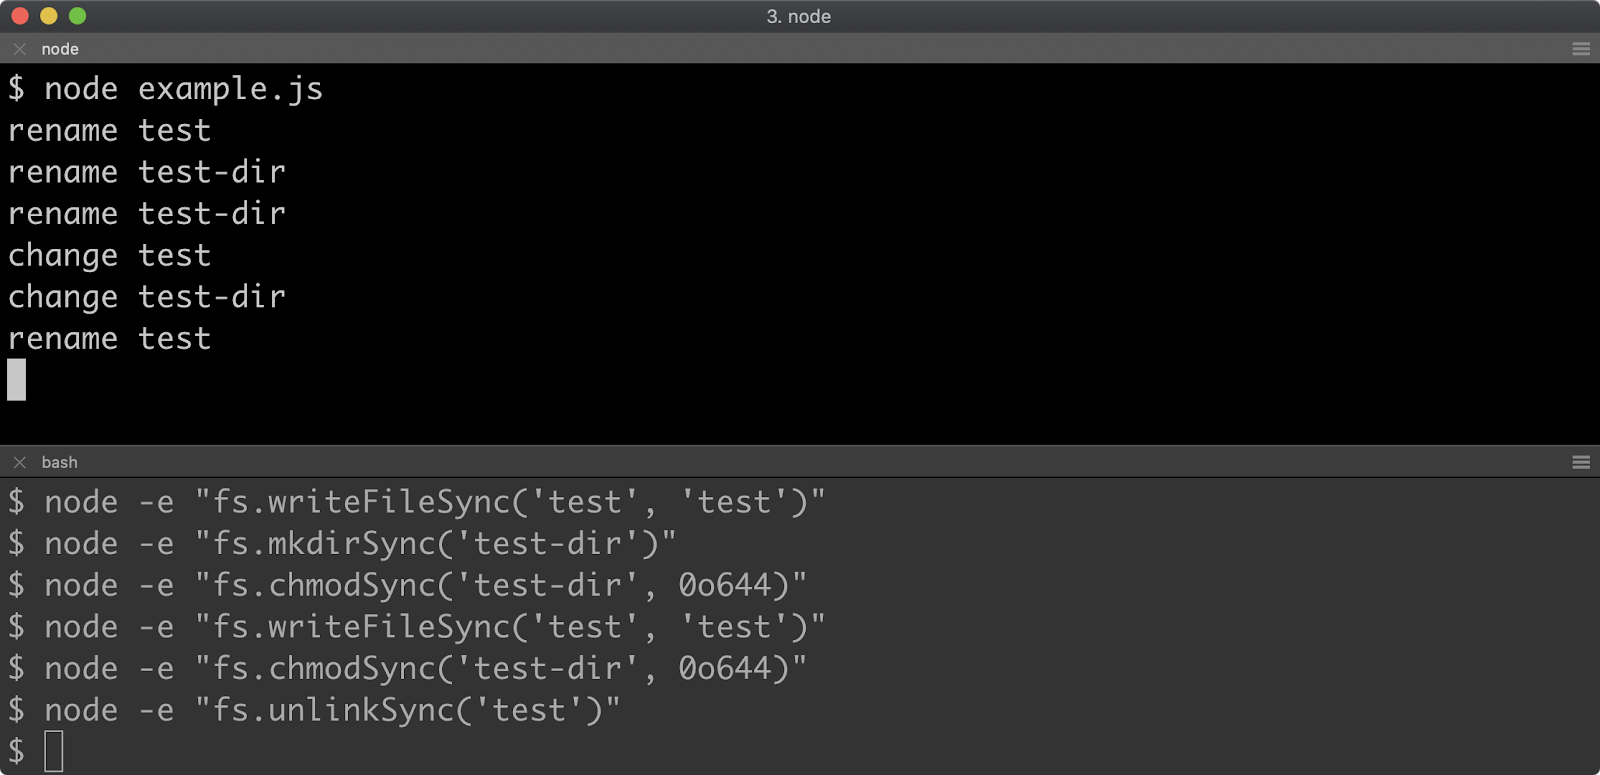 3. node
node
$ node example.js
rename test
rename test-dir
rename test-dir
change test
change test-dir
rename test
bash
$ node -e "fs.writeFileSync('test', 'test')"
$ node -e "fs.mkdirSync('test-dir')"
$ node -e "fs.chmodSync('test-dir', 0o644)"
$ node -e "fs.writeFileSync('test', 'test')"
$ node -e "fs.chmodSync('test-dir', 0o644)"
$ node -e "fs.unlinkSync('test')"
$